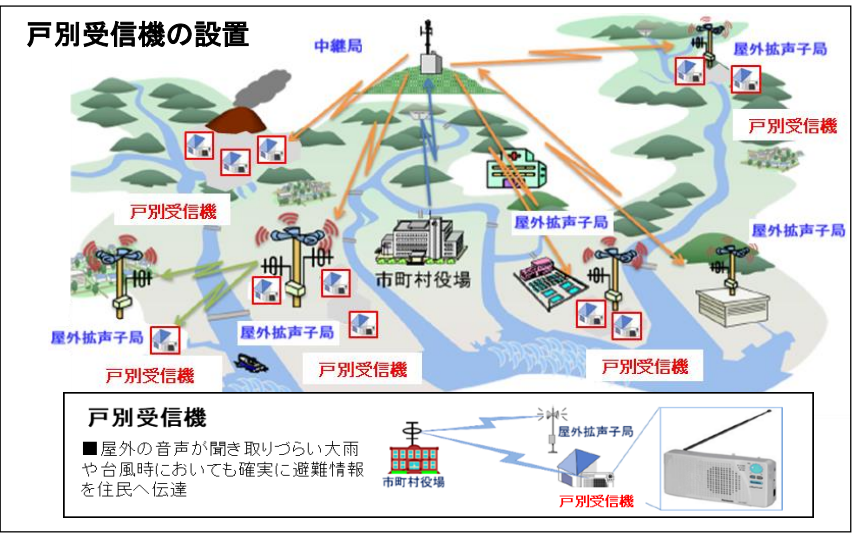 戸別受信機の設置
中継局
屋外拡声子局
戸別受信機
戸別受信機
屋外拡声子局
屋外拡声子局
市町村役場
屋外拡声子局
屋外拡声子局
戸別受信機
戸別受信機
戸別受信機
戸別受信機
■屋外の音声が聞き取りづらい大雨
や台風時においても確実に避難情報
を住民へ伝達
市町村役場
屋外拡声子局
戸別受信機